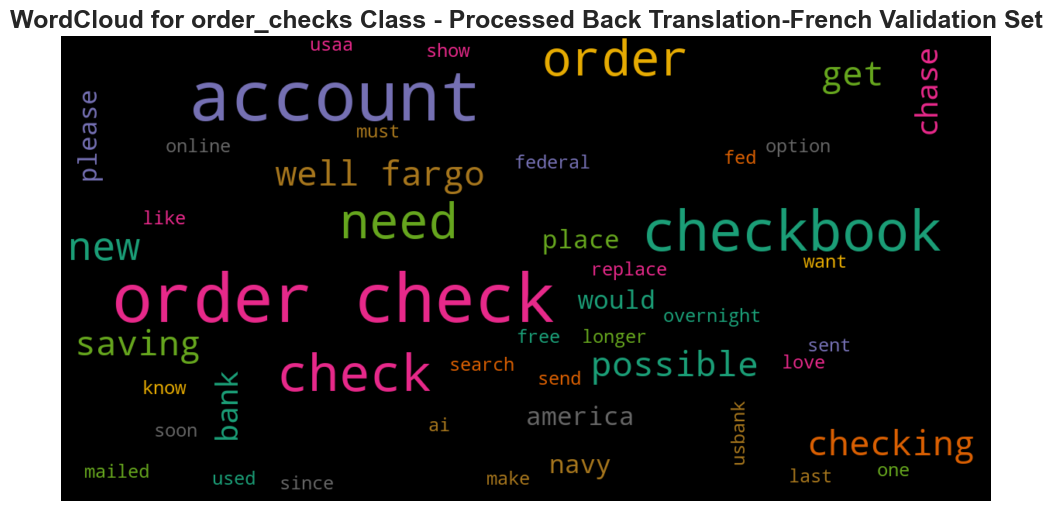 WordCloud for order_checks Class - Processed Back Translation-French Validation Set
usaa
show
order
get
chase
account
please
must
online
federal
fed
option
well fargo
like
need
checkbook
new
place
want
replace
order check
would
overnight
saving
free
longer
sent
check
search
possible
love
know
send
bank
america
usbank
soon
ai
checking
mailed
used
since
make
navy
last
one